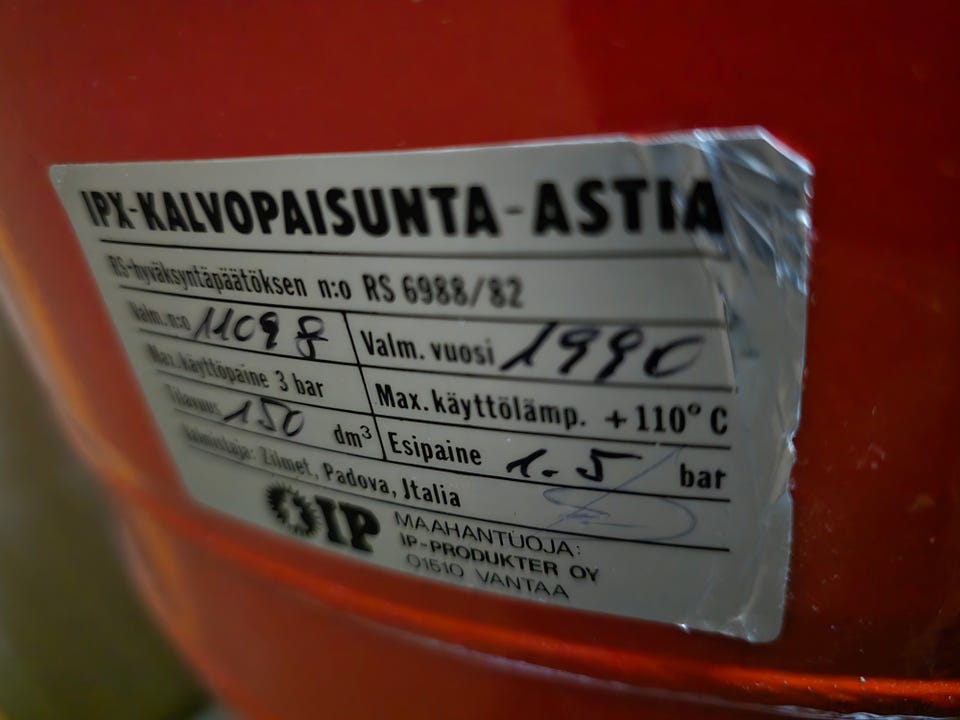 IPX-KALVOPAISUNTA-ASTIA
RS-hyväksyntäpäätöksen n:o RS 6988/82
Valm. n:o 11098 Valm. vuosi 1990
Max. käyttöpaine 3 bar Max. käyttölämp. +110° C
Tilavuus 150 dm³ Esipaine 1.5 bar
Valmistaja: Zilmet, Padova, Italia
IP MAAHANTUOJA:
IP-PRODUKTER OY
01510 VANTAA